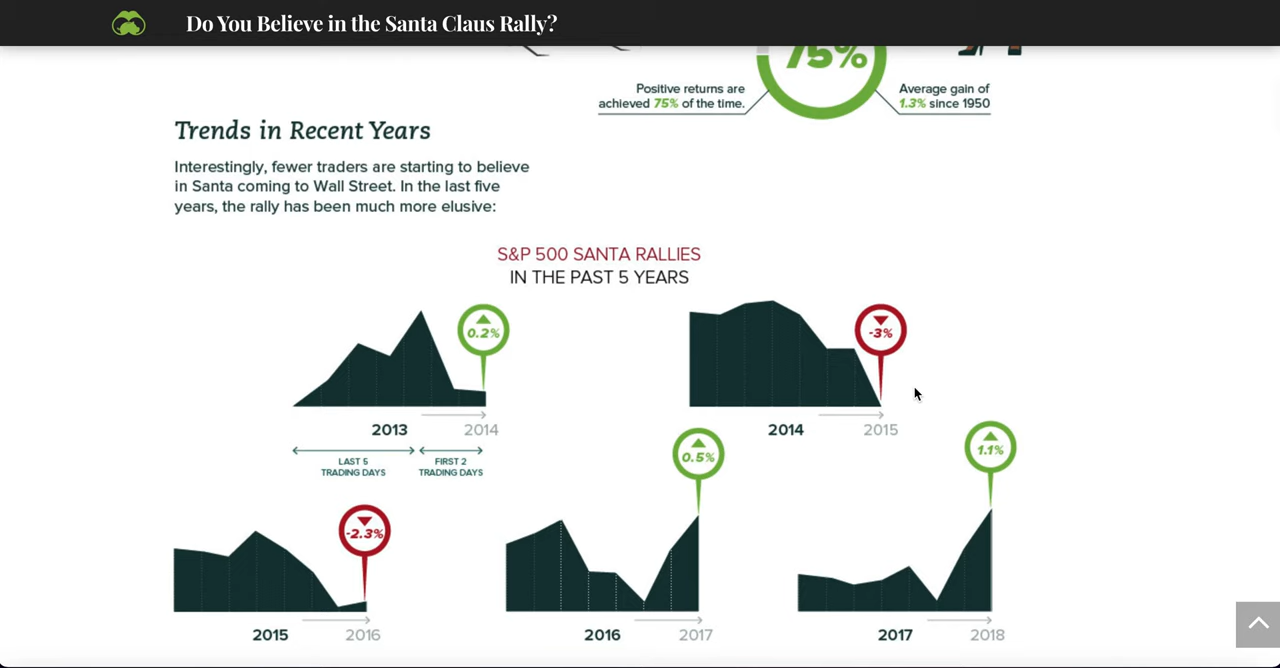 Do You Believe in the Santa Claus Rally?
75%
Positive returns are
achieved 75% of the time.
Average gain of
1.3% since 1950
Trends in Recent Years
Interestingly, fewer traders are starting to believe
in Santa coming to Wall Street. In the last five
years, the rally has been much more elusive:
S&P 500 SANTA RALLIES
IN THE PAST 5 YEARS
0.2%
2013
2014
LAST 5
TRADING DAYS
FIRST 2
TRADING DAYS
-3%
2014
2015
-2.3%
2015
2016
0.5%
2016
2017
1.1%
2017
2018